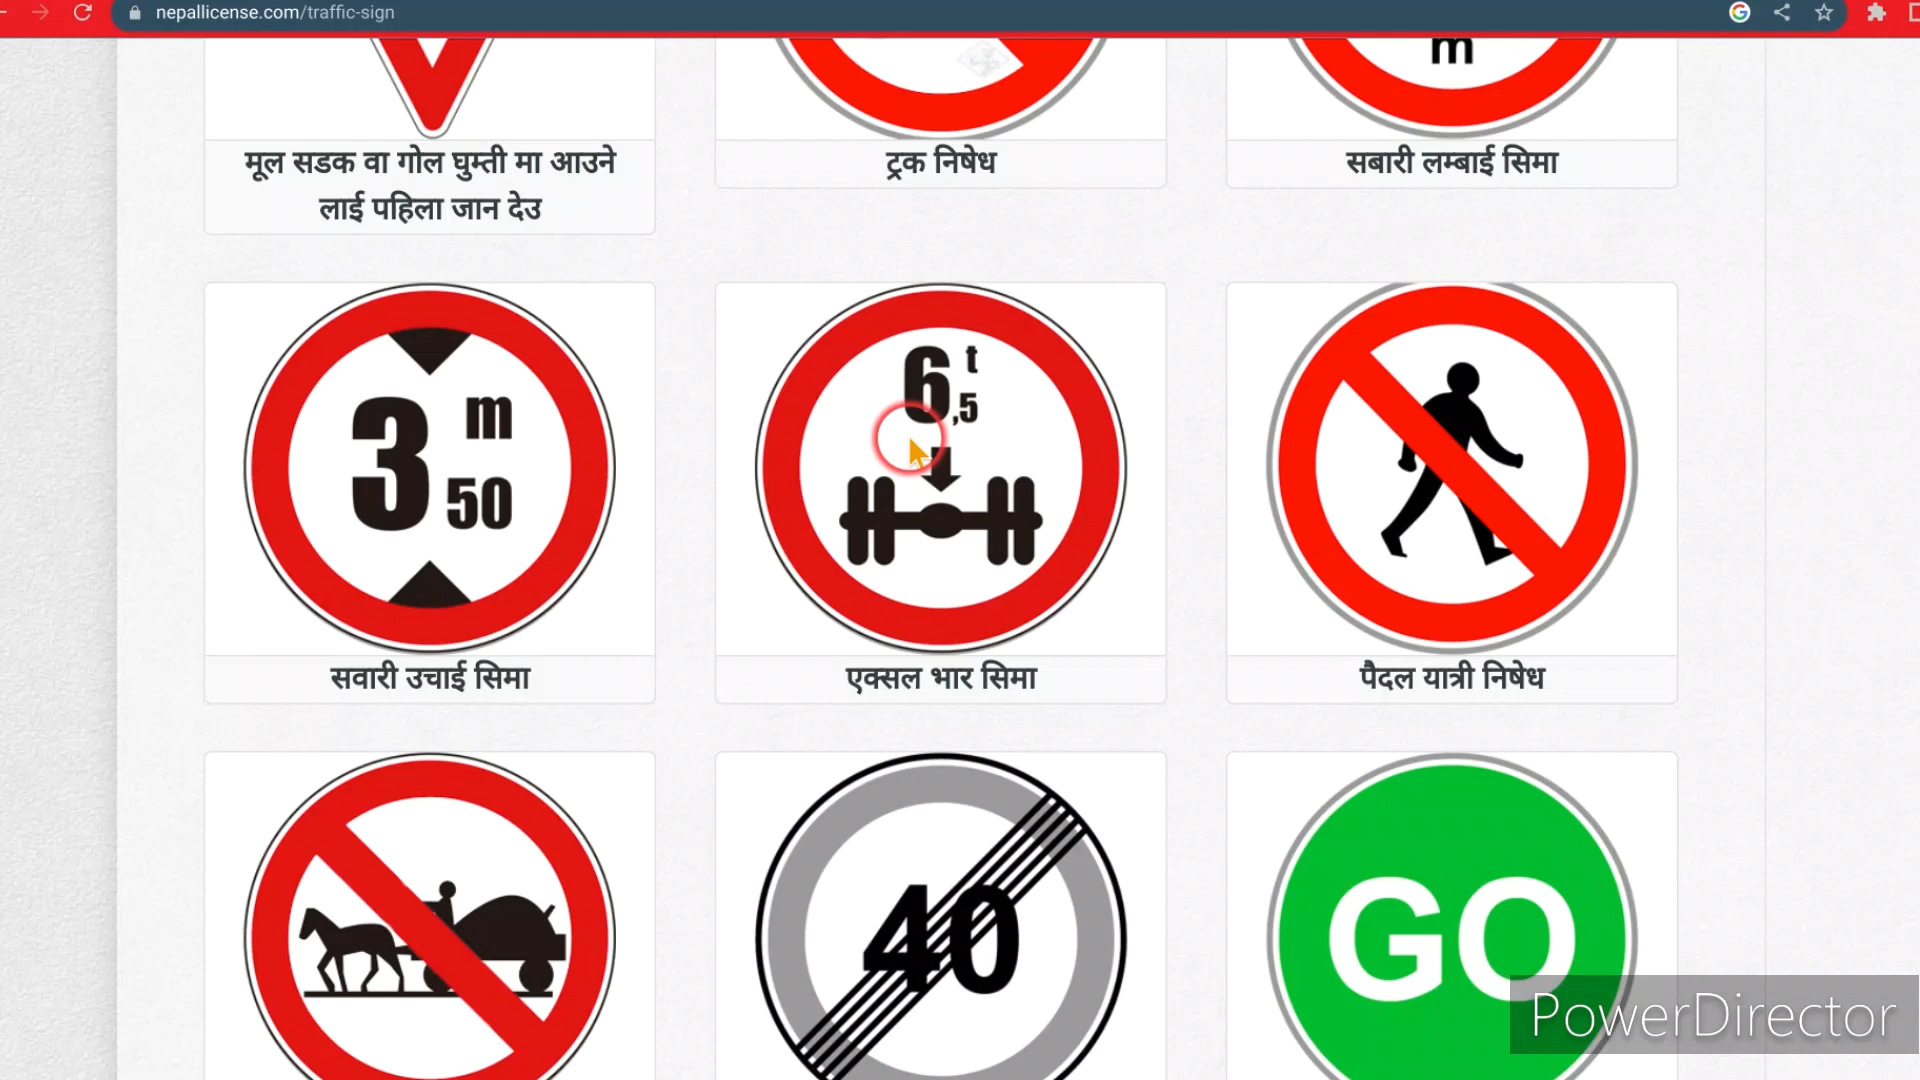 nepallicense.com/traffic-sign
m
मूल सडक वा गोल घुम्ती मा आउने
लाई पहिला जान देउ
ट्रक निषेध
सबारी लम्बाई सिमा
3 m
50
6 t
,5
सवारी उचाई सिमा
एक्सल भार सिमा
पैदल यात्री निषेध
40
GO
PowerDirector